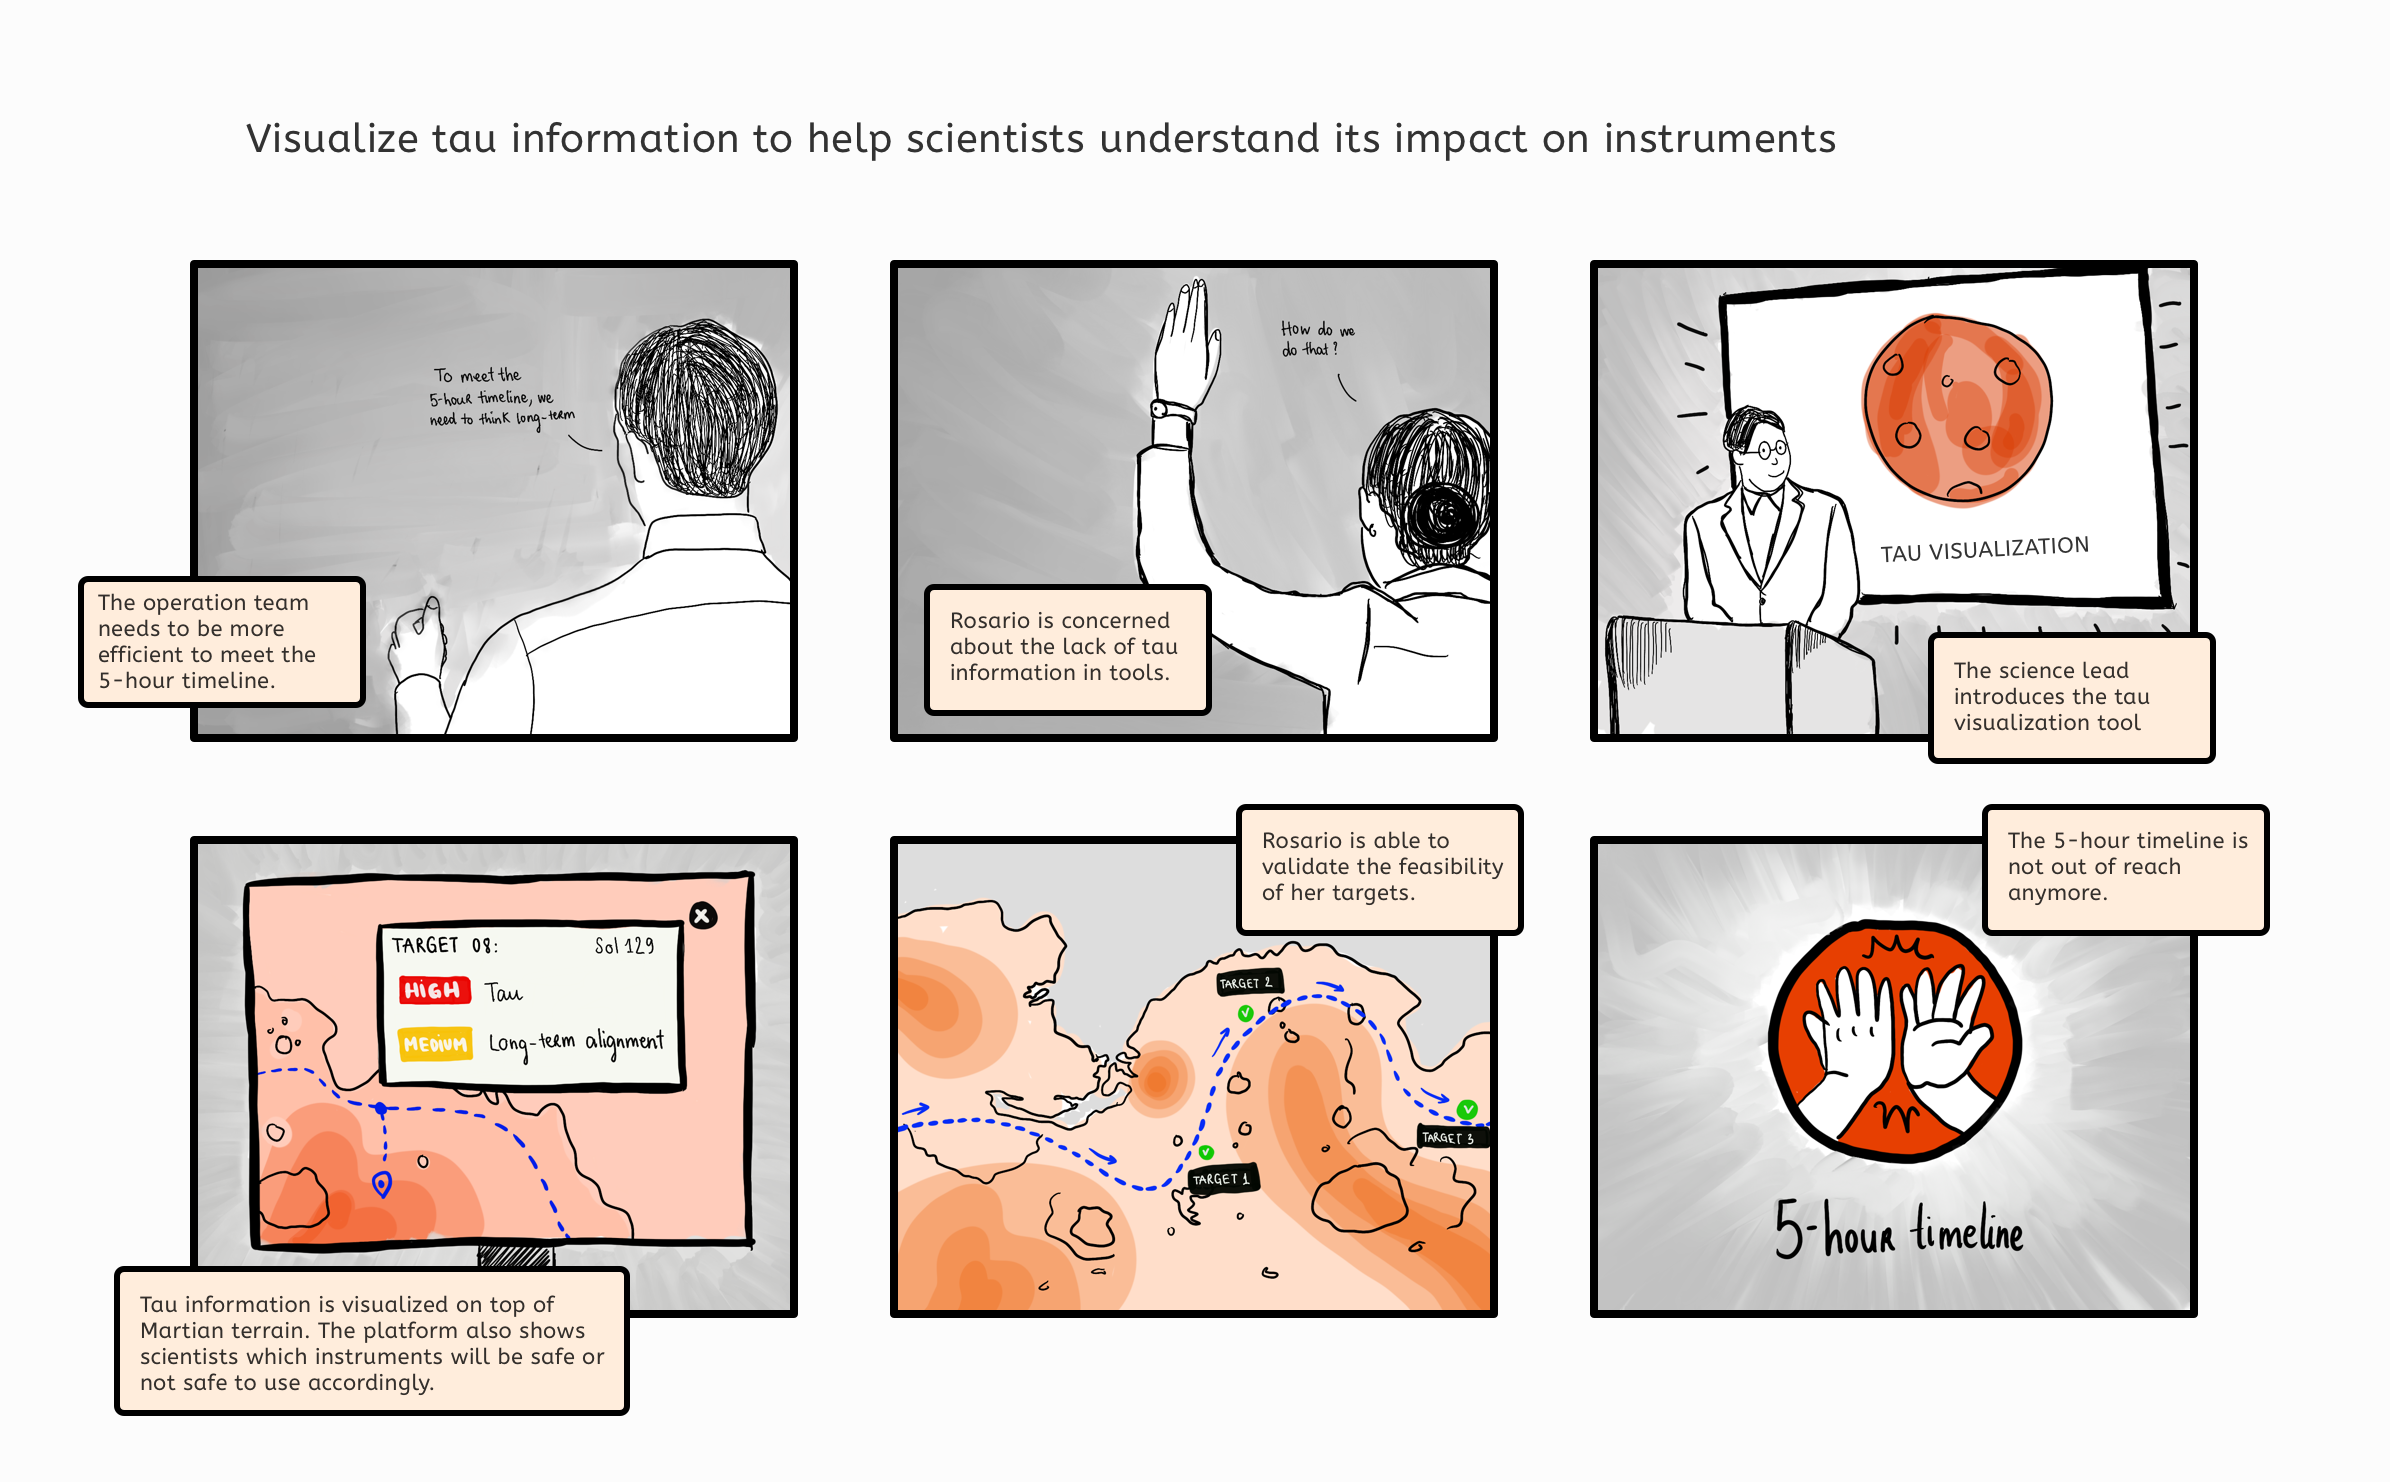 Visualize tau information to help scientists understand its impact on instruments
To meet the
5-hour timeline, we
need to think long-term
The operation team
needs to be more
efficient to meet the
5-hour timeline.
How do we
do that?
Rosario is concerned
about the lack of tau
information in tools.
TAU VISUALIZATION
The science lead
introduces the tau
visualization tool
TARGET 08: Sol 129
HIGH Tau
MEDIUM Long-term alignment
Tau information is visualized on top of
Martian terrain. The platform also shows
scientists which instruments will be safe or
not safe to use accordingly.
Rosario is able to
validate the feasibility
of her targets.
TARGET 2
TARGET 3
TARGET 1
The 5-hour timeline is
not out of reach
anymore.
5-hour timeline